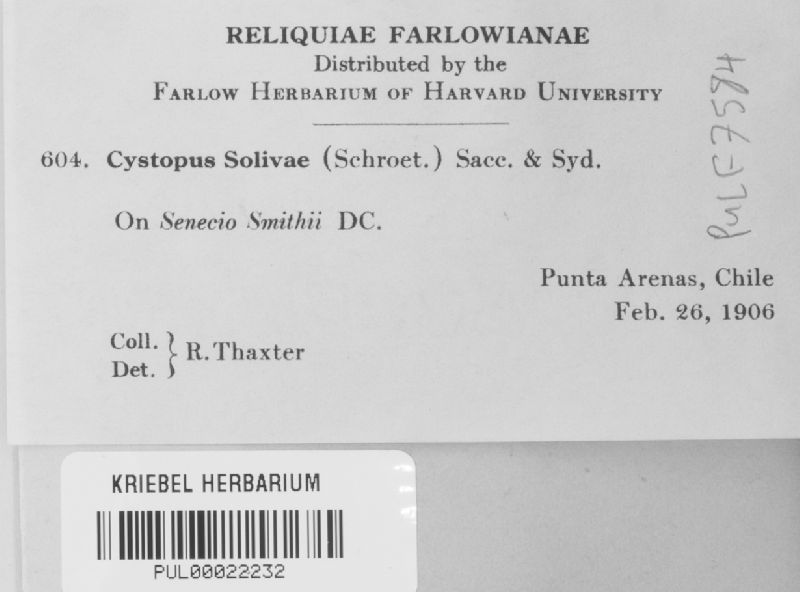 RELIQUIAE FARLOWIANAE
Distributed by the
FARLOW HERBARIUM OF HARVARD UNIVERSITY
604. Cystopus Solivae (Schroet.) Sacc. & Syd.
On Senecio Smithii DC.
Punta Arenas, Chile
Feb. 26, 1906
Coll. } R. Thaxter
Det.
PUL F7594
KRIEBEL HERBARIUM
PUL00022232